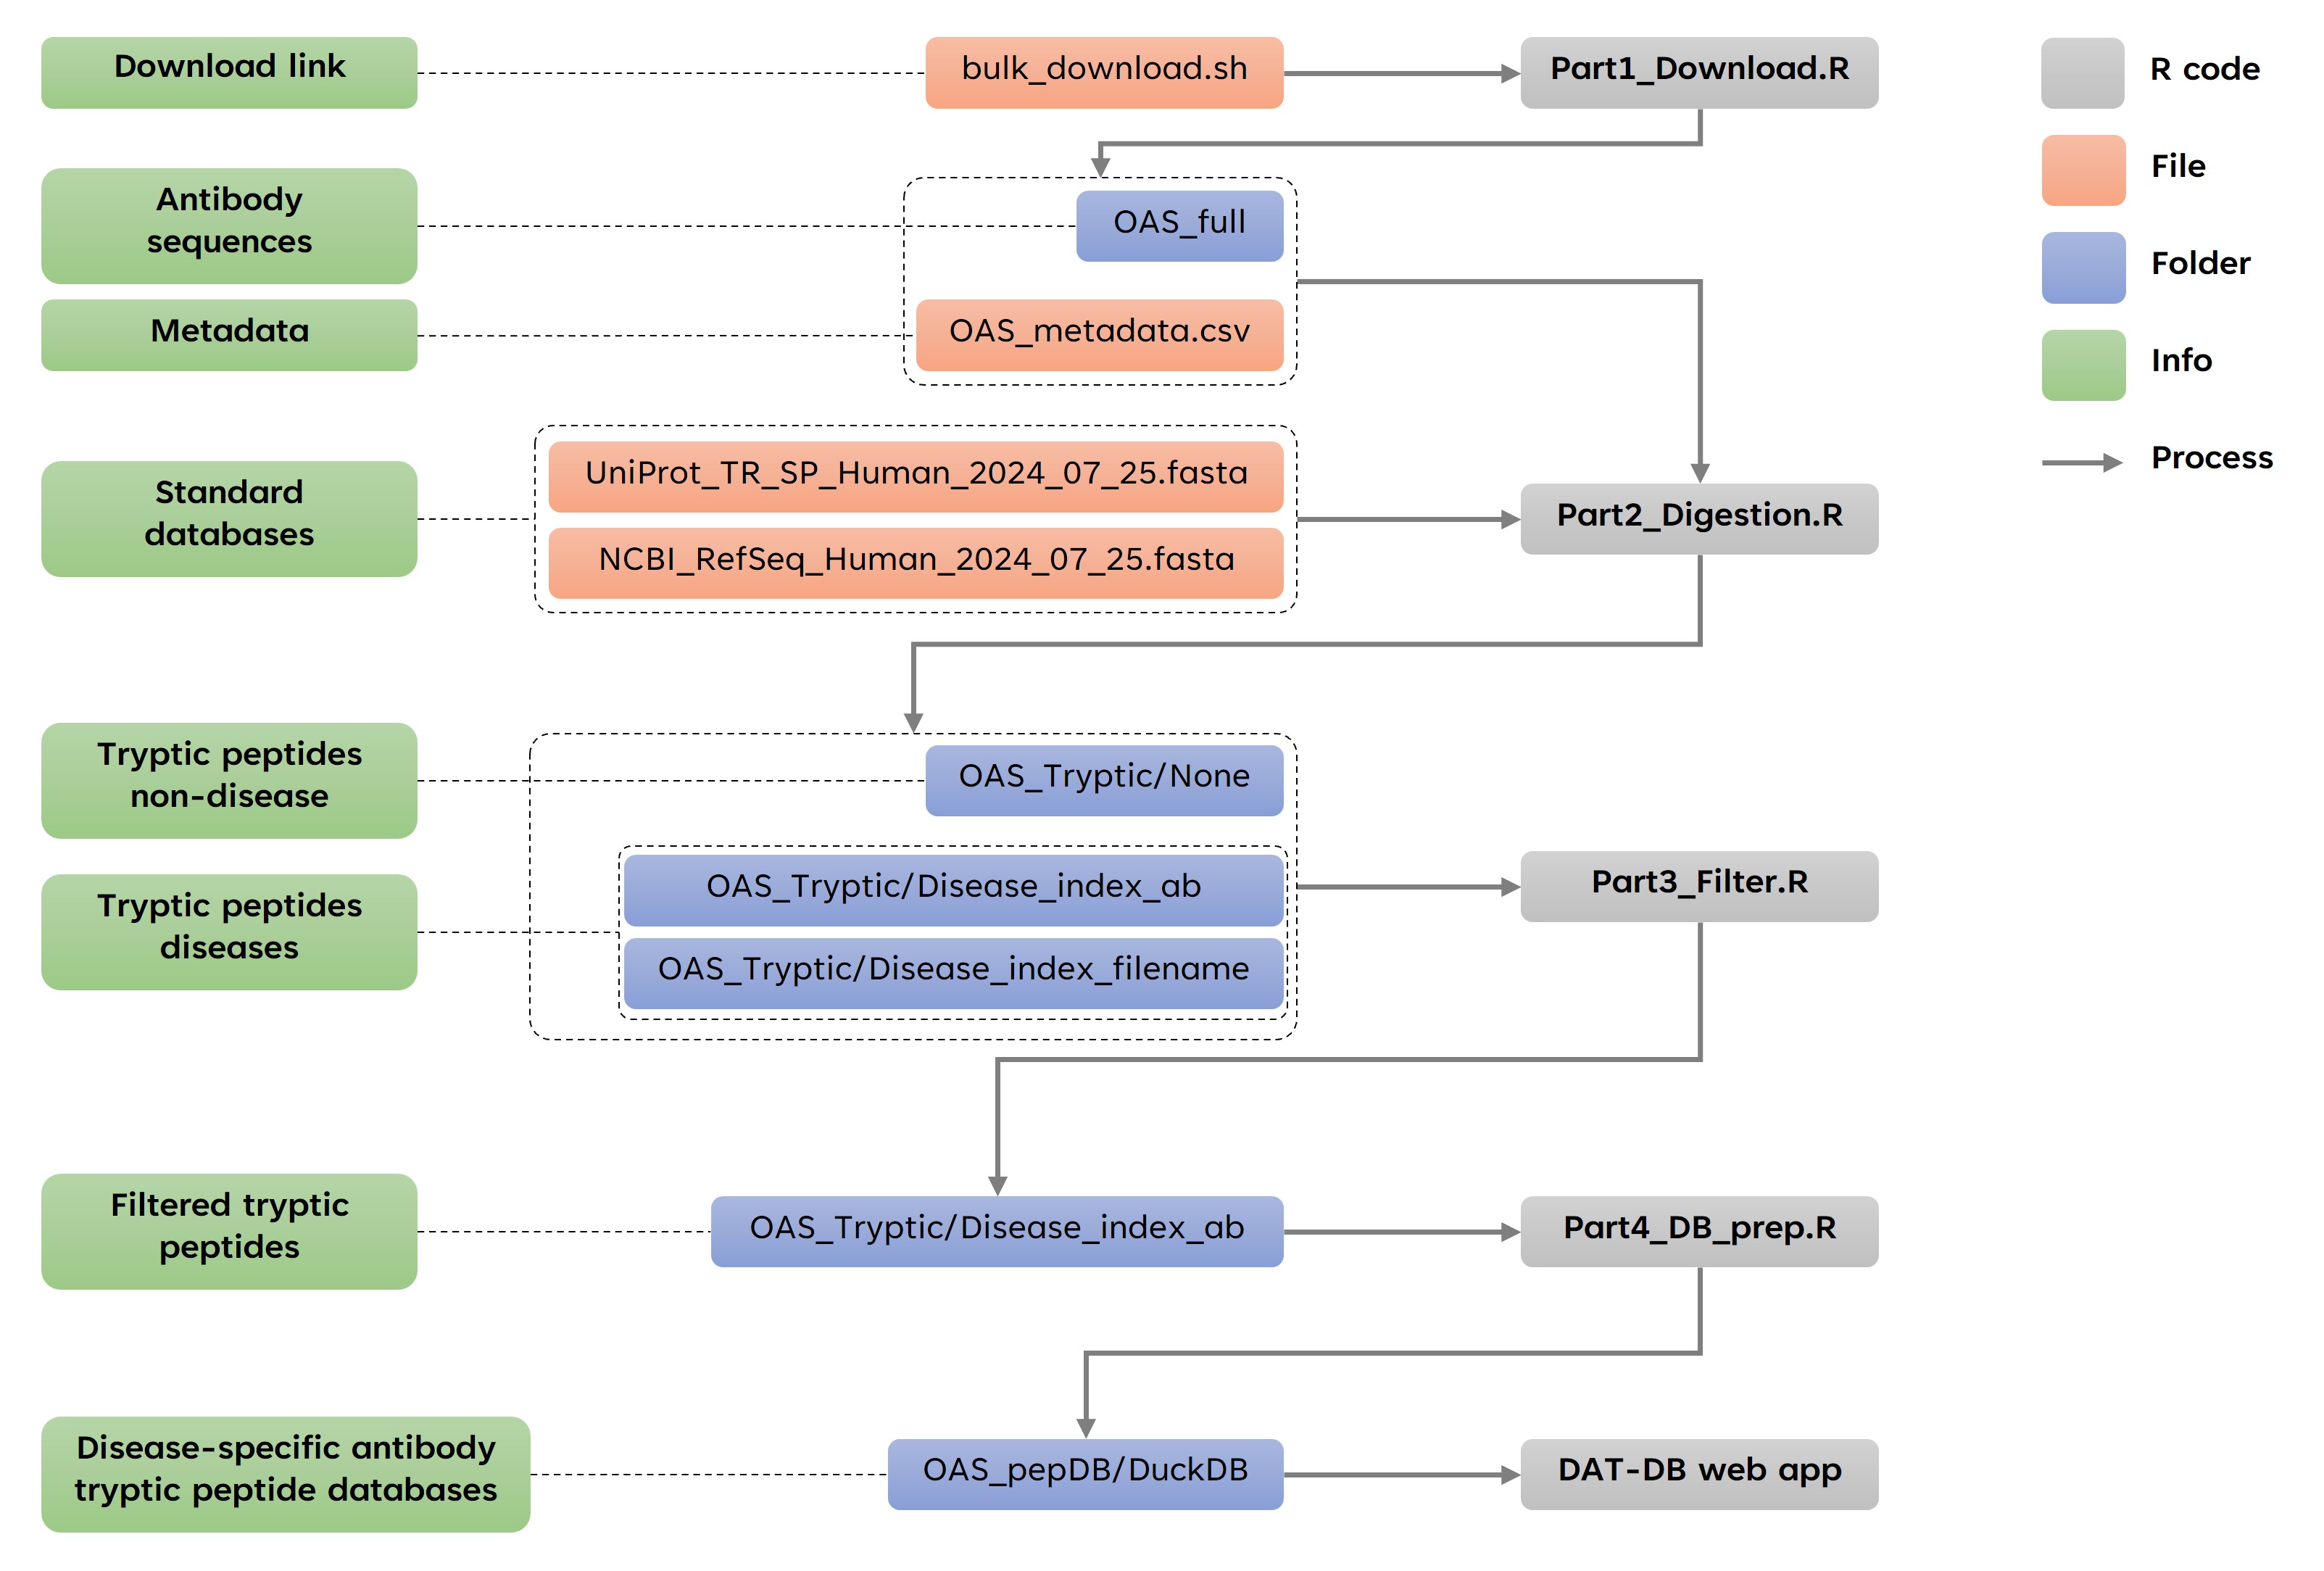 Download link
bulk_download.sh
Part1_Download.R
R code
Antibody
sequences
OAS_full
File
Metadata
OAS_metadata.csv
Folder
Info
Standard
databases
UniProt_TR_SP_Human_2024_07_25.fasta
NCBI_RefSeq_Human_2024_07_25.fasta
Part2_Digestion.R
Process
Tryptic peptides
non-disease
OAS_Tryptic/None
Tryptic peptides
diseases
OAS_Tryptic/Disease_index_ab
OAS_Tryptic/Disease_index_filename
Part3_Filter.R
Filtered tryptic
peptides
OAS_Tryptic/Disease_index_ab
Part4_DB_prep.R
Disease-specific antibody
tryptic peptide databases
OAS_pepDB/DuckDB
DAT-DB web app